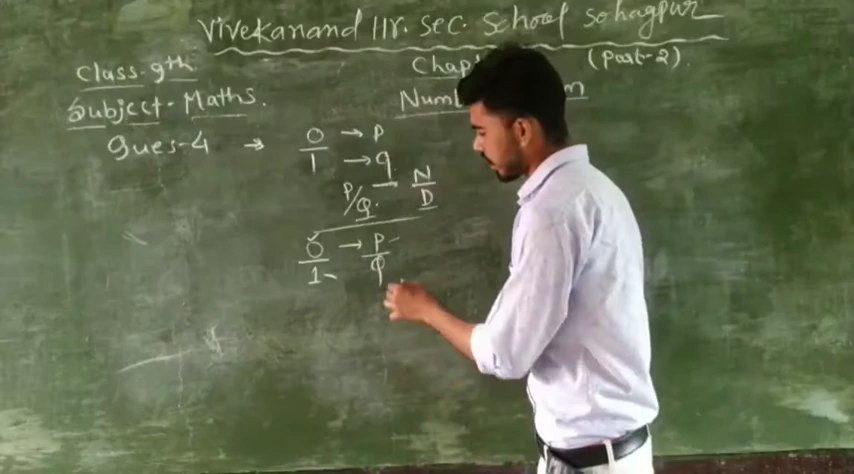 Vivekanand Hr. sec. School Sohagpur
Class-9th.
(Part-2).
Subject-Maths.
Ques-4 → 0/1 → P → q
P/Q. → N/D
0/1 → P/q